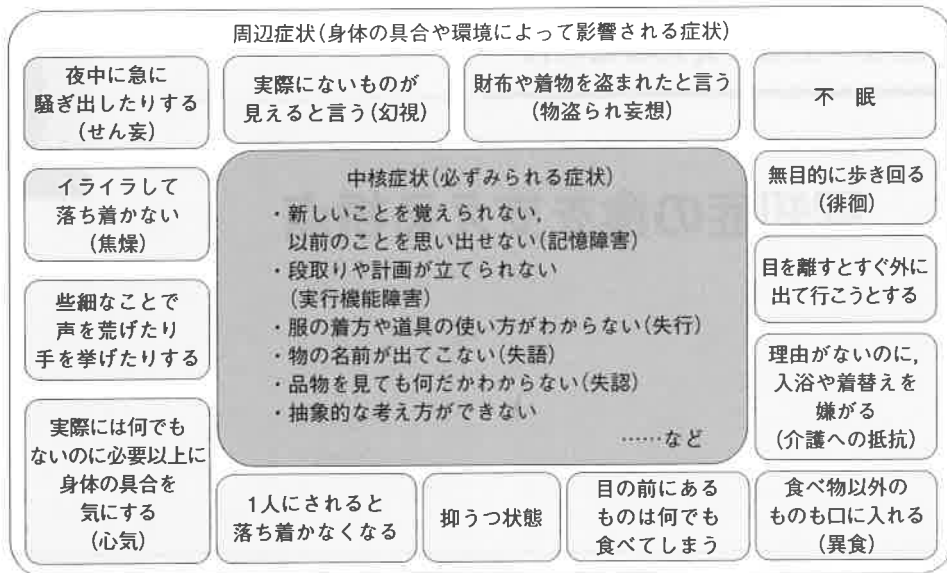 周辺症状(身体の具合や環境によって影響される症状)
夜中に急に
騒ぎ出したりする
(せん妄)
実際にないものが
見えると言う(幻視)
財布や着物を盗まれたと言う
(物盗られ妄想)
不 眠
イライラして
落ち着かない
(焦燥)
中核症状(必ずみられる症状)
・新しいことを覚えられない,
以前のことを思い出せない(記憶障害)
・段取りや計画が立てられない
(実行機能障害)
・服の着方や道具の使い方がわからない(失行)
・物の名前が出てこない(失語)
・品物を見ても何だかわからない(失認)
・抽象的な考え方ができない
……など
無目的に歩き回る
(徘徊)
些細なことで
声を荒げたり
手を挙げたりする
目を離すとすぐ外に
出て行こうとする
理由がないのに,
入浴や着替えを
嫌がる
(介護への抵抗)
実際には何でも
ないのに必要以上に
身体の具合を
気にする
(心気)
1人にされると
落ち着かなくなる
抑うつ状態
目の前にある
ものは何でも
食べてしまう
食べ物以外の
ものも口に入れる
(異食)